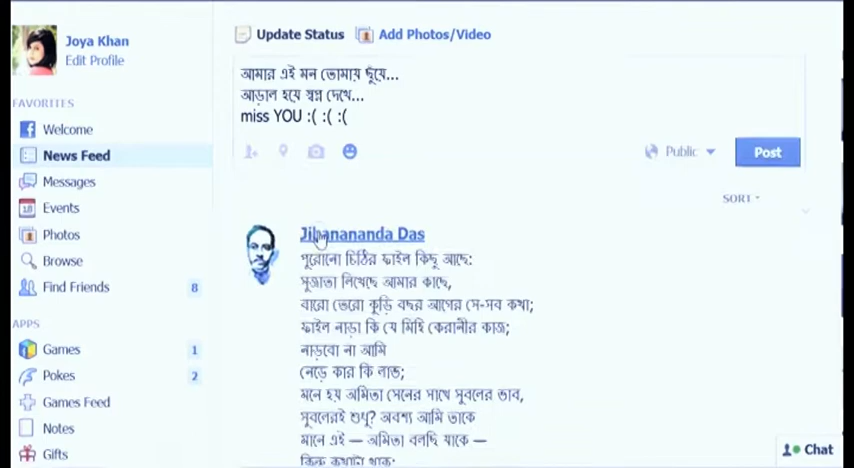 Joya Khan
Edit Profile
FAVORITES
Welcome
News Feed
Messages
Events
Photos
Browse
Find Friends 8
APPS
Games 1
Pokes 2
Games Feed
Notes
Gifts
Update Status Add Photos/Video
আমার এই মন তোমায় ছুঁয়ে...
আড়াল হয়ে স্বপ্ন দেখে...
miss YOU :( :( :(
Public Post
SORT
Jibanananda Das
পুরোনো চিঠির ফাইল কিছু আছে:
সুজাতা লিখেছে আমার কাছে,
বারো তেরো কুড়ি বছর আগের সে-সব কথা;
ফাইল নাড়া কি যে মিহি কেরানীর কাজ;
নাড়বো না আমি
নেড়ে কার কি লাভ;
মনে হয় অমিতা সেনের সাথে সুবলের ভাব,
সুবলেরই শুধু? অবশ্য আমি তাকে
মানে এই — অমিতা বলছি যাকে —
কিন্তু কথাটা থাক;
Chat